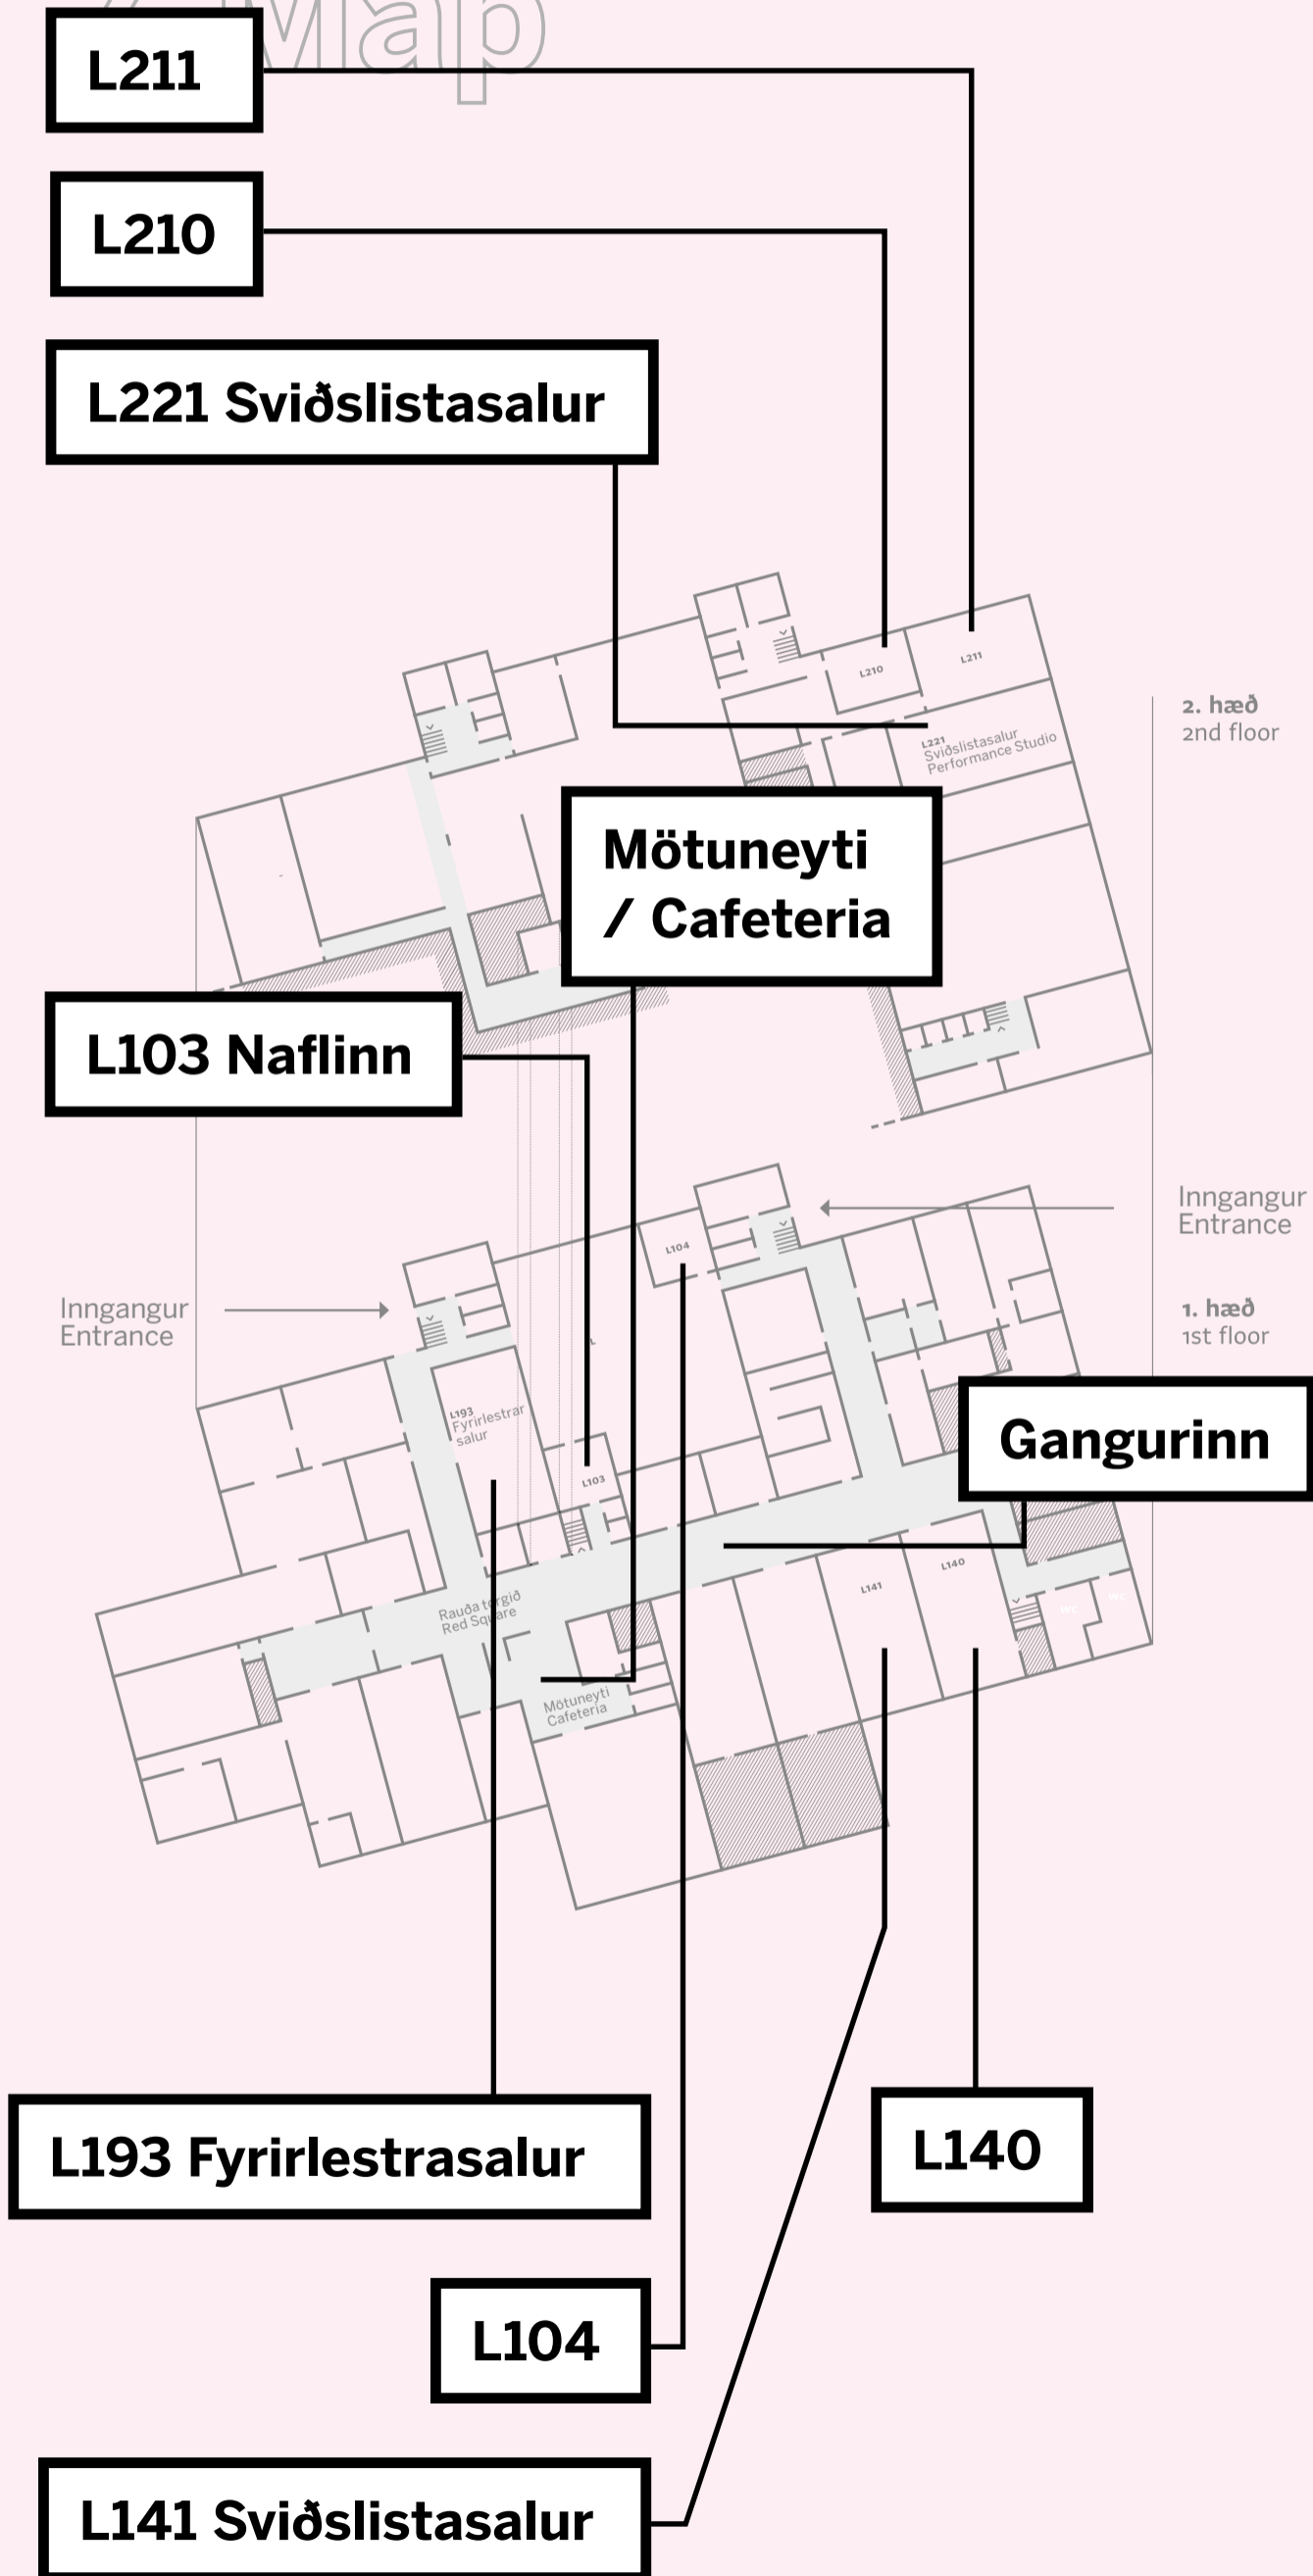 / Map
L211
L210
L221 Sviðslistasalur
L210
L211
2. hæð
2nd floor
L221
Sviðslistasalur
Performance Studio
Mötuneyti
/ Cafeteria
L103 Naflinn
Inngangur
Entrance
L104
Inngangur
Entrance
1. hæð
1st floor
L193
Fyrirlestrar
salur
Gangurinn
L103
L140
L141
Rauða torgið
Red Square
WC
WC
Mötuneyti
Cafeteria
L193 Fyrirlestrasalur
L140
L104
L141 Sviðslistasalur